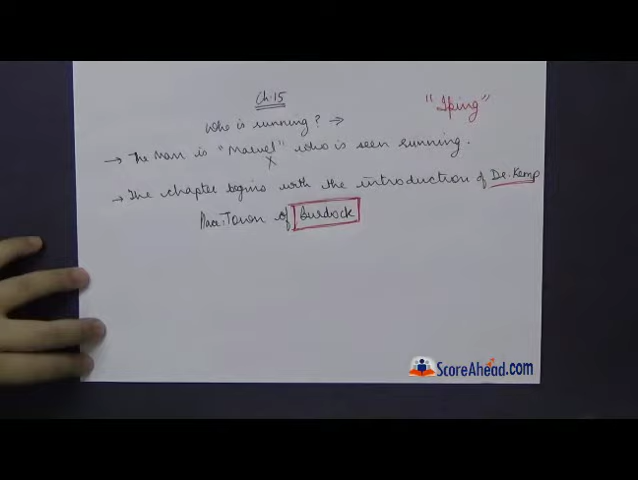 Ch:15
"Iping"
Who is running? →
→ The Man is "Marvel" who is seen running.
x
→ The chapter begins with the introduction of Dr. Kemp
Place: Town of Burdock
ScoreAhead.com